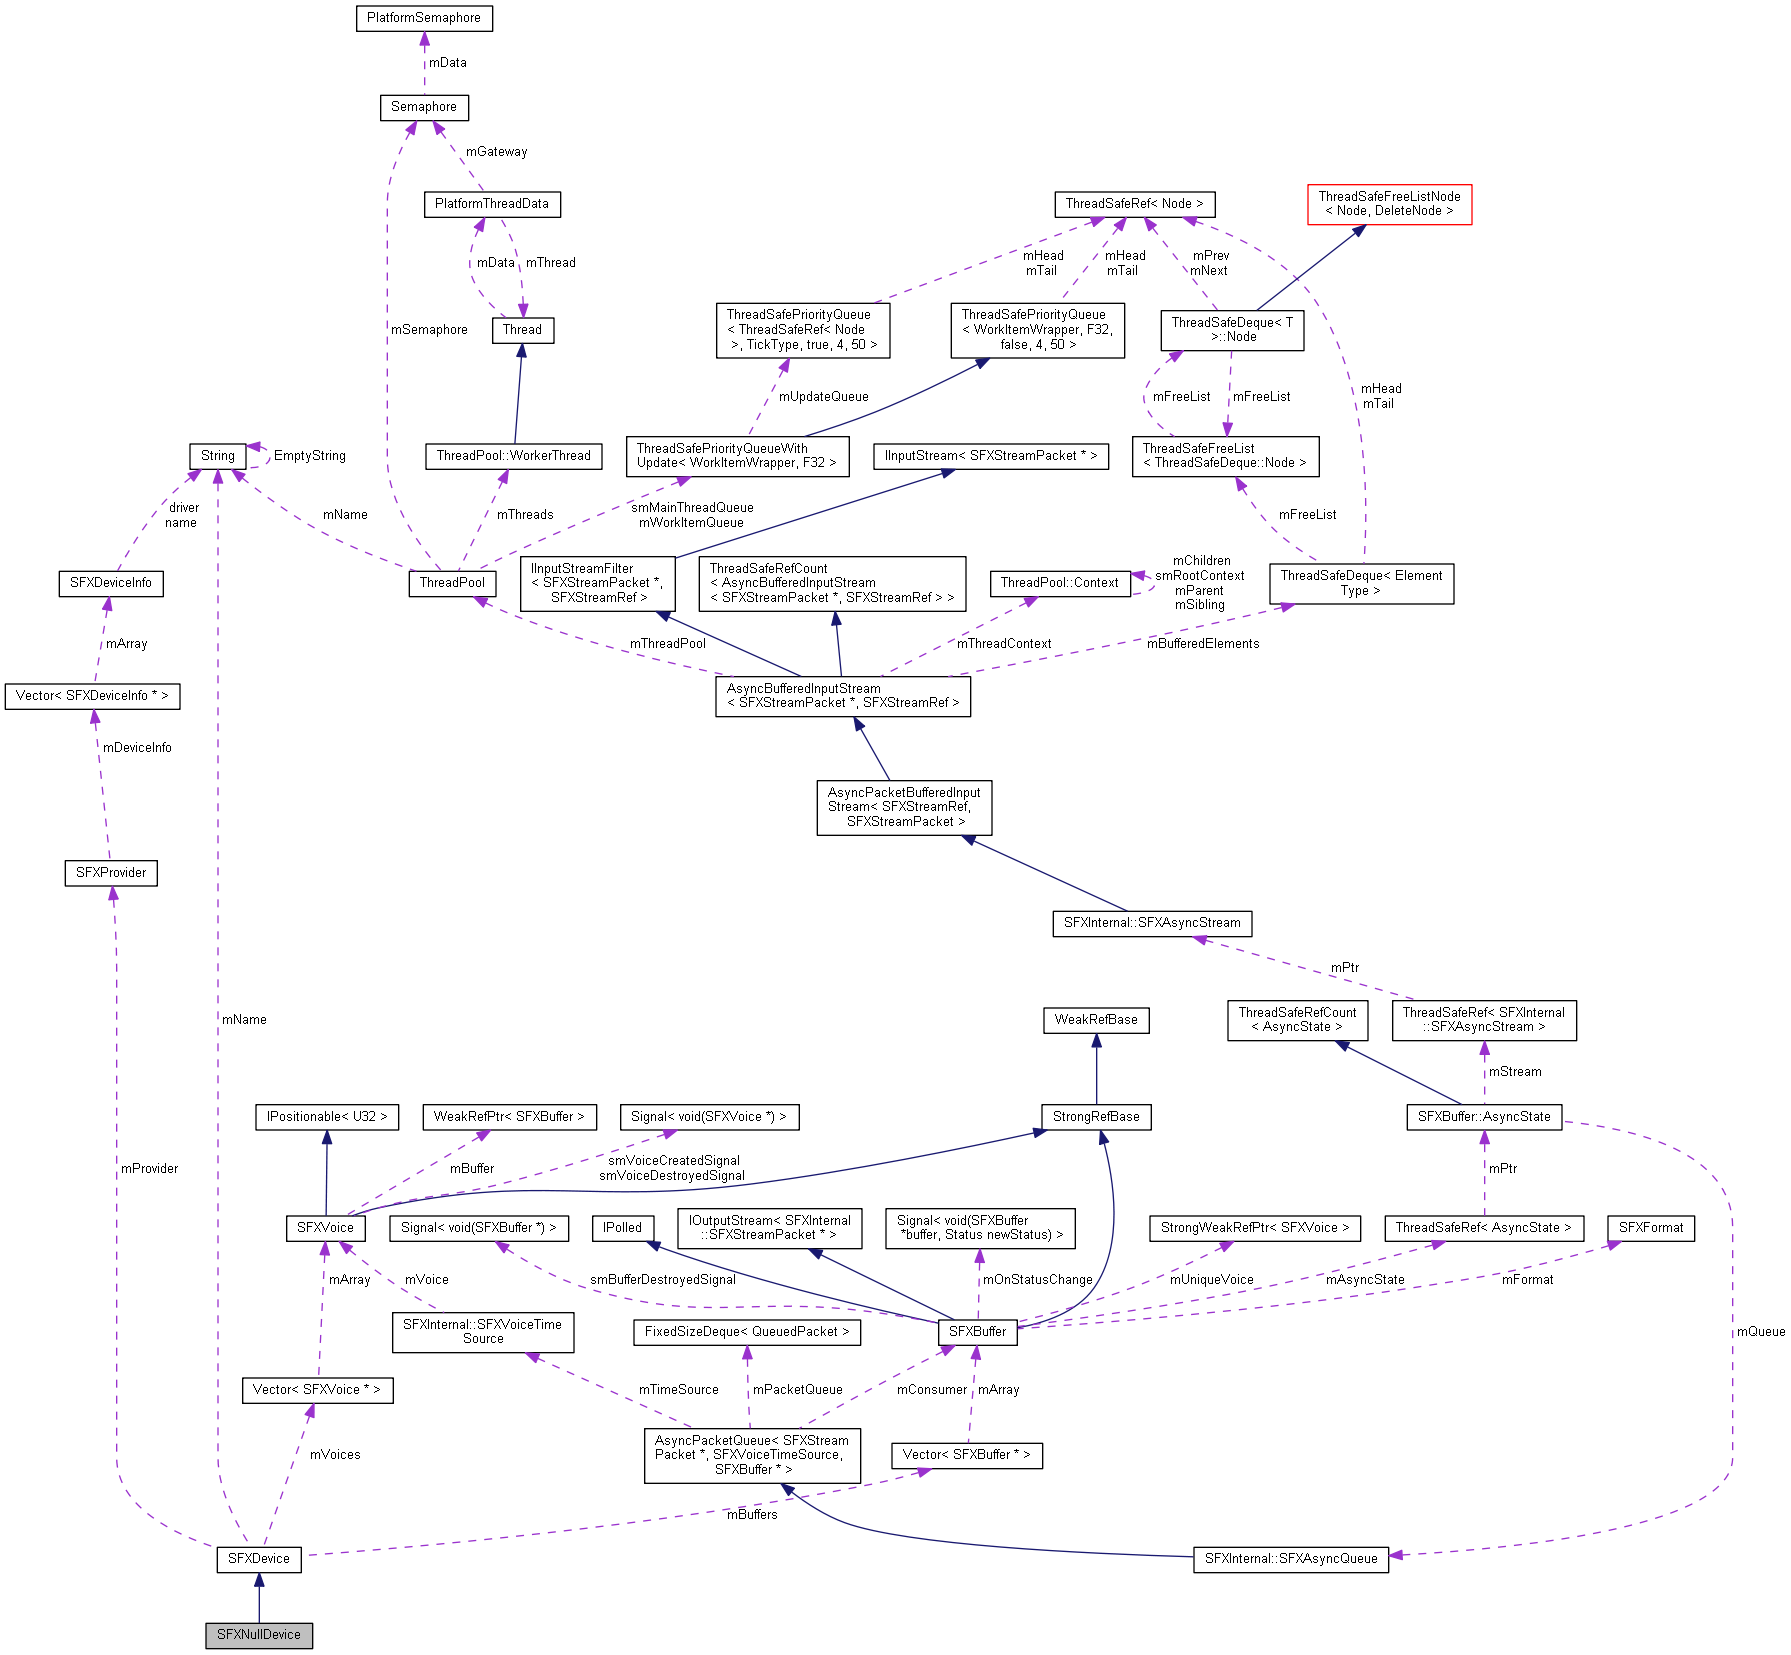 PlatformSemaphore
mData
Semaphore
mGateway
PlatformThreadData
ThreadSafeRef< Node >
ThreadSafeFreeListNode
< Node, DeleteNode >
mData
mThread
mHead
mTail
mHead
mTail
mPrev
mNext
mSemaphore
Thread
ThreadSafePriorityQueue
< ThreadSafeRef< Node
>, TickType, true, 4, 50 >
ThreadSafePriorityQueue
< WorkItemWrapper, F32,
false, 4, 50 >
ThreadSafeDeque< T
>::Node
mUpdateQueue
mFreeList
mFreeList
mHead
mTail
String
EmptyString
ThreadPool::WorkerThread
ThreadSafePriorityQueueWith
Update< WorkItemWrapper, F32 >
IInputStream< SFXStreamPacket * >
ThreadSafeFreeList
< ThreadSafeDeque::Node >
driver
name
mName
mThreads
smMainThreadQueue
mWorkItemQueue
mFreeList
SFXDeviceInfo
ThreadPool
IInputStreamFilter
< SFXStreamPacket *,
SFXStreamRef >
ThreadSafeRefCount
< AsyncBufferedInputStream
< SFXStreamPacket *, SFXStreamRef > >
ThreadPool::Context
mChildren
smRootContext
mParent
mSibling
ThreadSafeDeque< Element
Type >
mArray
mThreadPool
mThreadContext
mBufferedElements
Vector< SFXDeviceInfo * >
AsyncBufferedInputStream
< SFXStreamPacket *, SFXStreamRef >
mDeviceInfo
AsyncPacketBufferedInput
Stream< SFXStreamRef,
SFXStreamPacket >
SFXProvider
SFXInternal::SFXAsyncStream
mPtr
mName
WeakRefBase
ThreadSafeRefCount
< AsyncState >
ThreadSafeRef< SFXInternal
::SFXAsyncStream >
mStream
IPositionable< U32 >
WeakRefPtr< SFXBuffer >
Signal< void(SFXVoice *) >
StrongRefBase
SFXBuffer::AsyncState
mProvider
mBuffer
smVoiceCreatedSignal
smVoiceDestroyedSignal
mPtr
SFXVoice
Signal< void(SFXBuffer *) >
IPolled
IOutputStream< SFXInternal
::SFXStreamPacket * >
Signal< void(SFXBuffer
*buffer, Status newStatus) >
StrongWeakRefPtr< SFXVoice >
ThreadSafeRef< AsyncState >
SFXFormat
mArray
mVoice
smBufferDestroyedSignal
mOnStatusChange
mUniqueVoice
mAsyncState
mFormat
SFXInternal::SFXVoiceTime
Source
FixedSizeDeque< QueuedPacket >
SFXBuffer
mQueue
Vector< SFXVoice * >
mTimeSource
mPacketQueue
mConsumer
mArray
mVoices
AsyncPacketQueue< SFXStream
Packet *, SFXVoiceTimeSource,
SFXBuffer * >
Vector< SFXBuffer * >
mBuffers
SFXDevice
SFXInternal::SFXAsyncQueue
SFXNullDevice